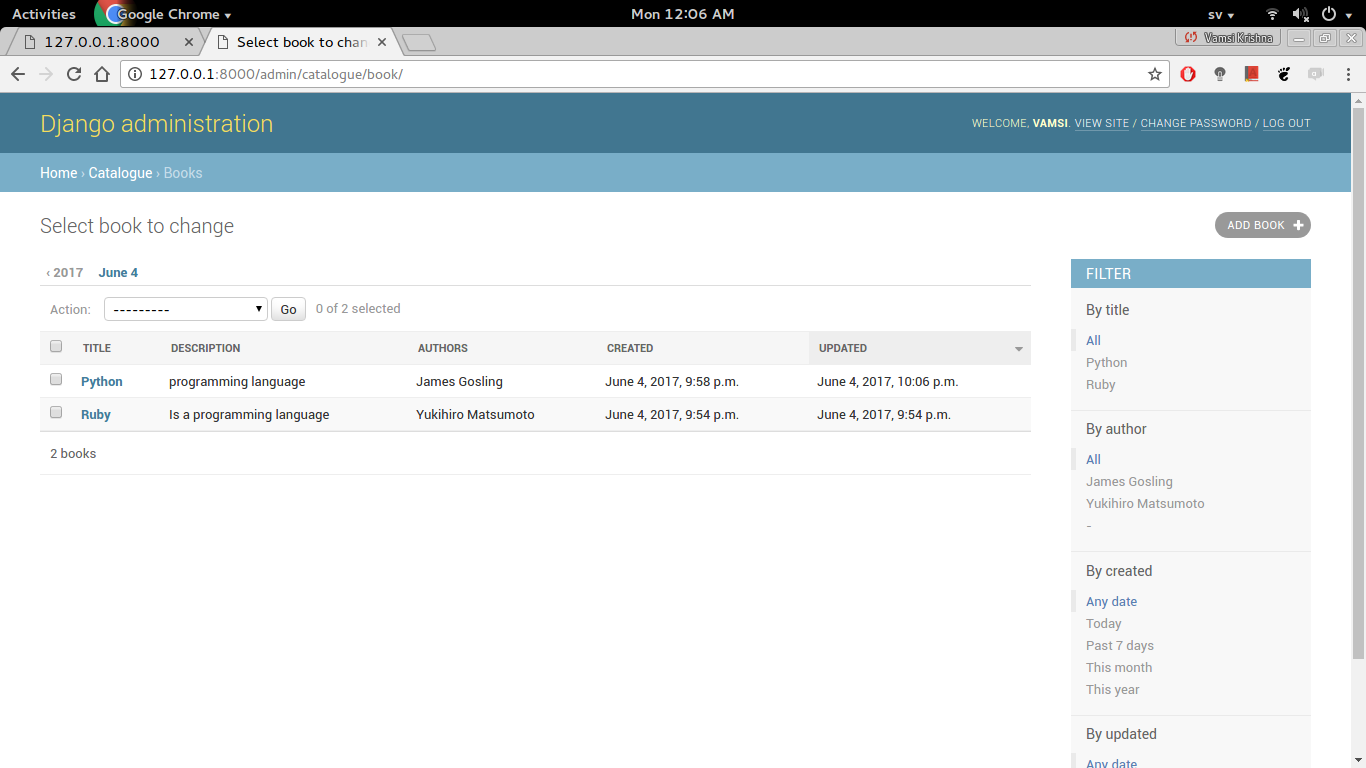 Activities Google Chrome Mon 12:06 AM sv
127.0.0.1:8000 Select book to chan Vamsi Krishna
127.0.0.1:8000/admin/catalogue/book/
Django administration WELCOME, VAMSI. VIEW SITE / CHANGE PASSWORD / LOG OUT
Home › Catalogue › Books
Select book to change ADD BOOK +
‹ 2017 June 4
Action: --------- Go 0 of 2 selected
TITLE DESCRIPTION AUTHORS CREATED UPDATED
Python programming language James Gosling June 4, 2017, 9:58 p.m. June 4, 2017, 10:06 p.m.
Ruby Is a programming language Yukihiro Matsumoto June 4, 2017, 9:54 p.m. June 4, 2017, 9:54 p.m.
2 books
FILTER
By title
All
Python
Ruby
By author
All
James Gosling
Yukihiro Matsumoto
-
By created
Any date
Today
Past 7 days
This month
This year
By updated
Any date